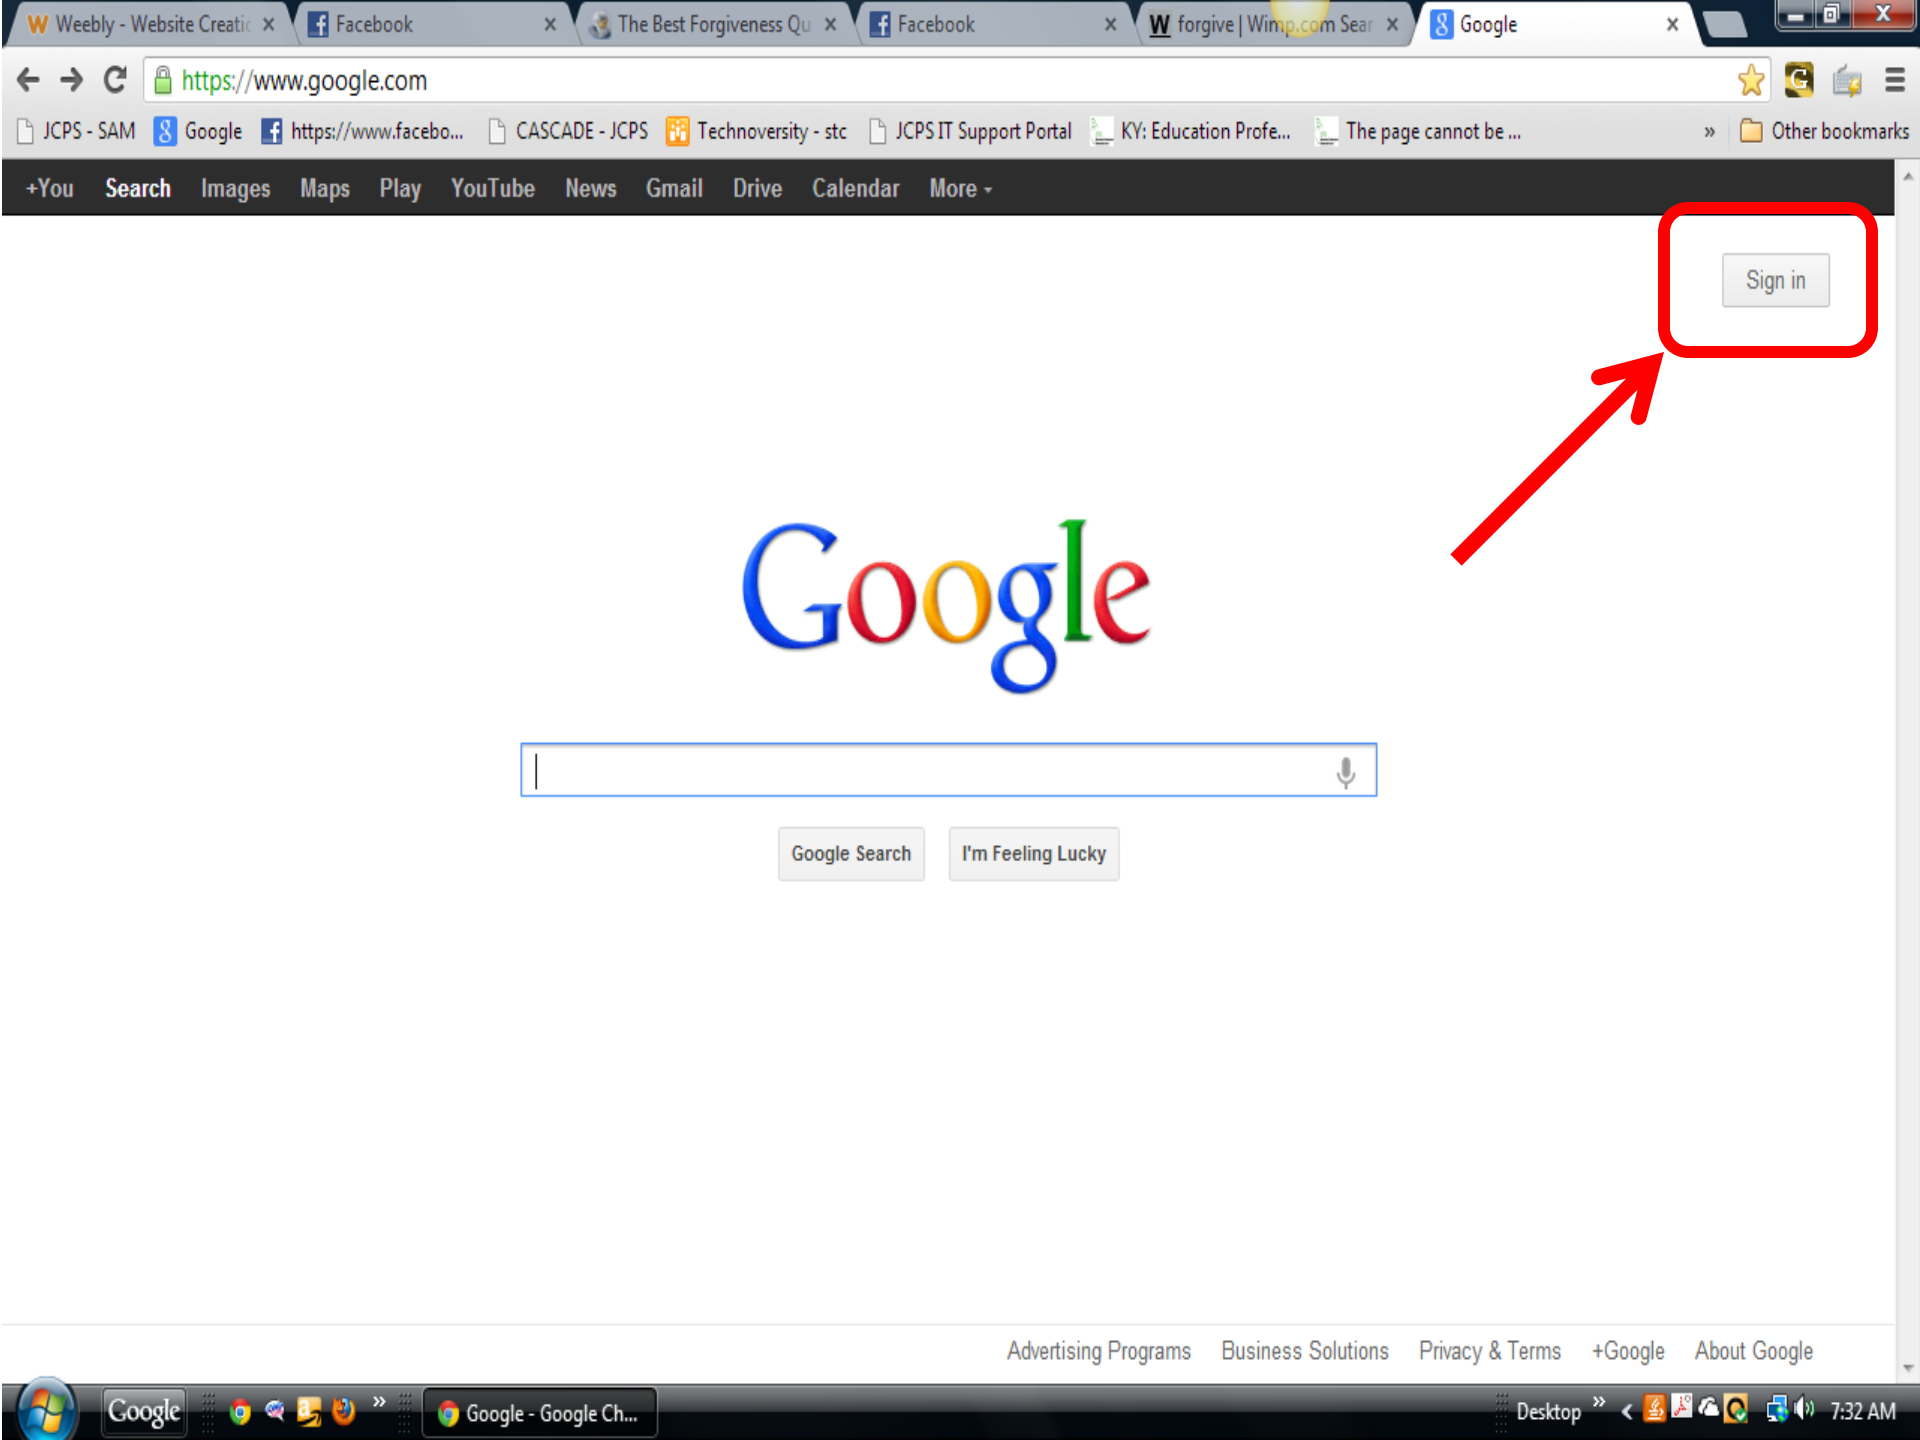 Weebly - Website Creatic
Facebook
The Best Forgiveness Qu
Facebook
forgive | Wimp.com Sear
Google
https://www.google.com
JCPS - SAM Google https://www.facebo... CASCADE - JCPS Technoversity - stc JCPS IT Support Portal KY: Education Profe... The page cannot be ... » Other bookmarks
+You Search Images Maps Play YouTube News Gmail Drive Calendar More
Sign in
Google
Google Search I'm Feeling Lucky
Advertising Programs Business Solutions Privacy & Terms +Google About Google
Google » Google - Google Ch... Desktop » 7:32 AM